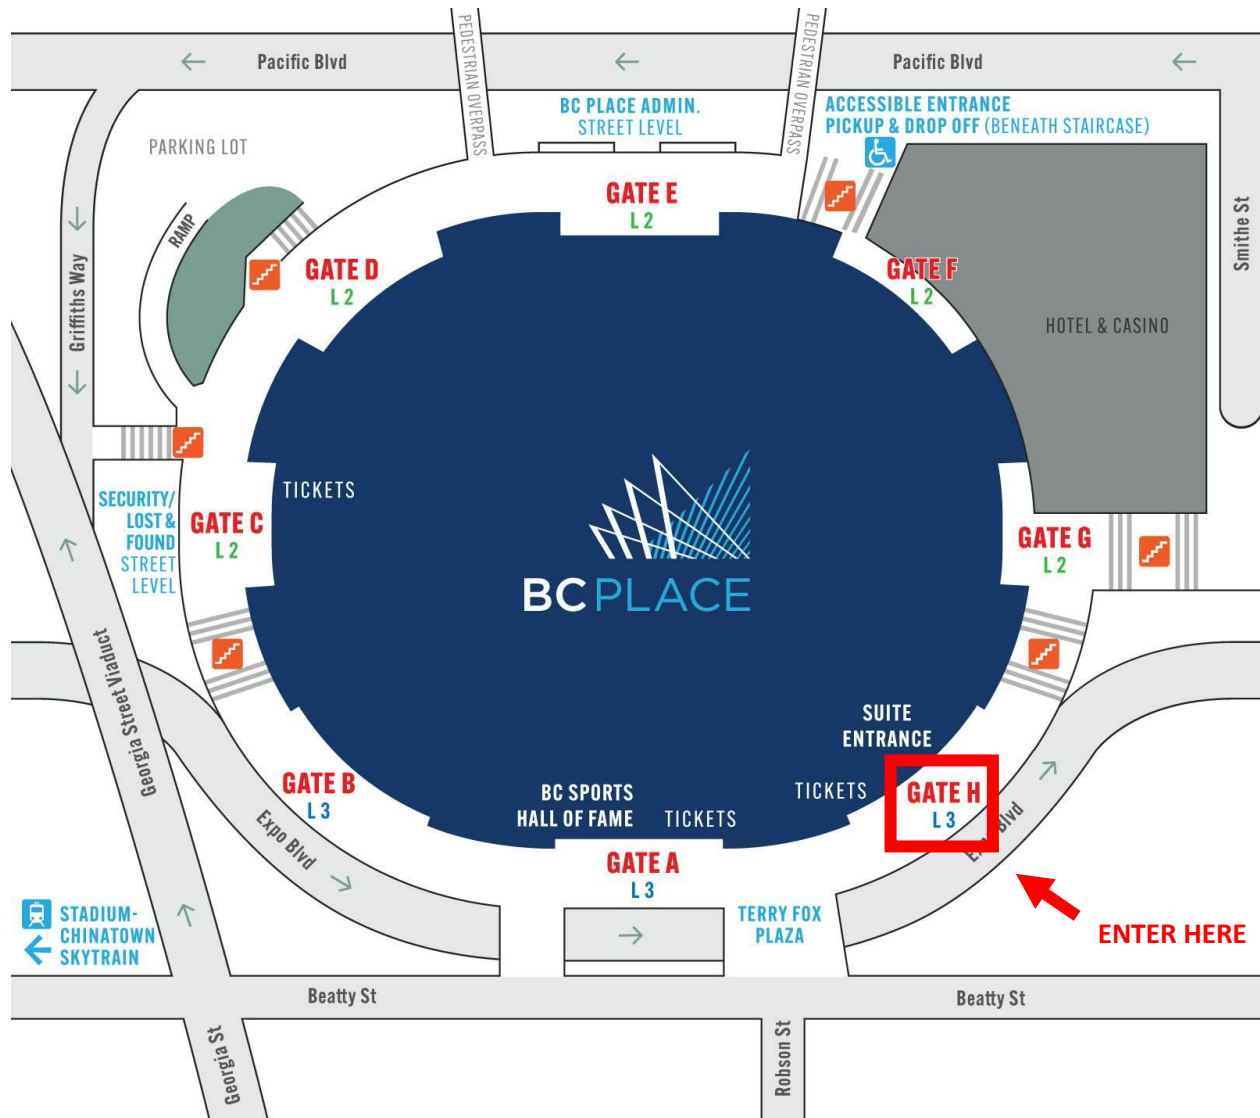 PEDESTRIAN OVERPASS
PEDESTRIAN OVERPASS
Pacific Blvd
Pacific Blvd
BC PLACE ADMIN.
STREET LEVEL
ACCESSIBLE ENTRANCE
PICKUP & DROP OFF (BENEATH STAIRCASE)
PARKING LOT
GATE E
L 2
RAMP
Smithe St
GATE D
L 2
GATE F
L 2
Griffiths Way
HOTEL & CASINO
TICKETS
SECURITY/
LOST &
FOUND
STREET
LEVEL
GATE C
L 2
GATE G
L 2
BC PLACE
Georgia Street Viaduct
SUITE
ENTRANCE
GATE B
L 3
BC SPORTS
HALL OF FAME
TICKETS
TICKETS
GATE H
L 3
Expo Blvd
Blvd
GATE A
L 3
STADIUM-
CHINATOWN
SKYTRAIN
TERRY FOX
PLAZA
ENTER HERE
Beatty St
Beatty St
Georgia St
Robson St